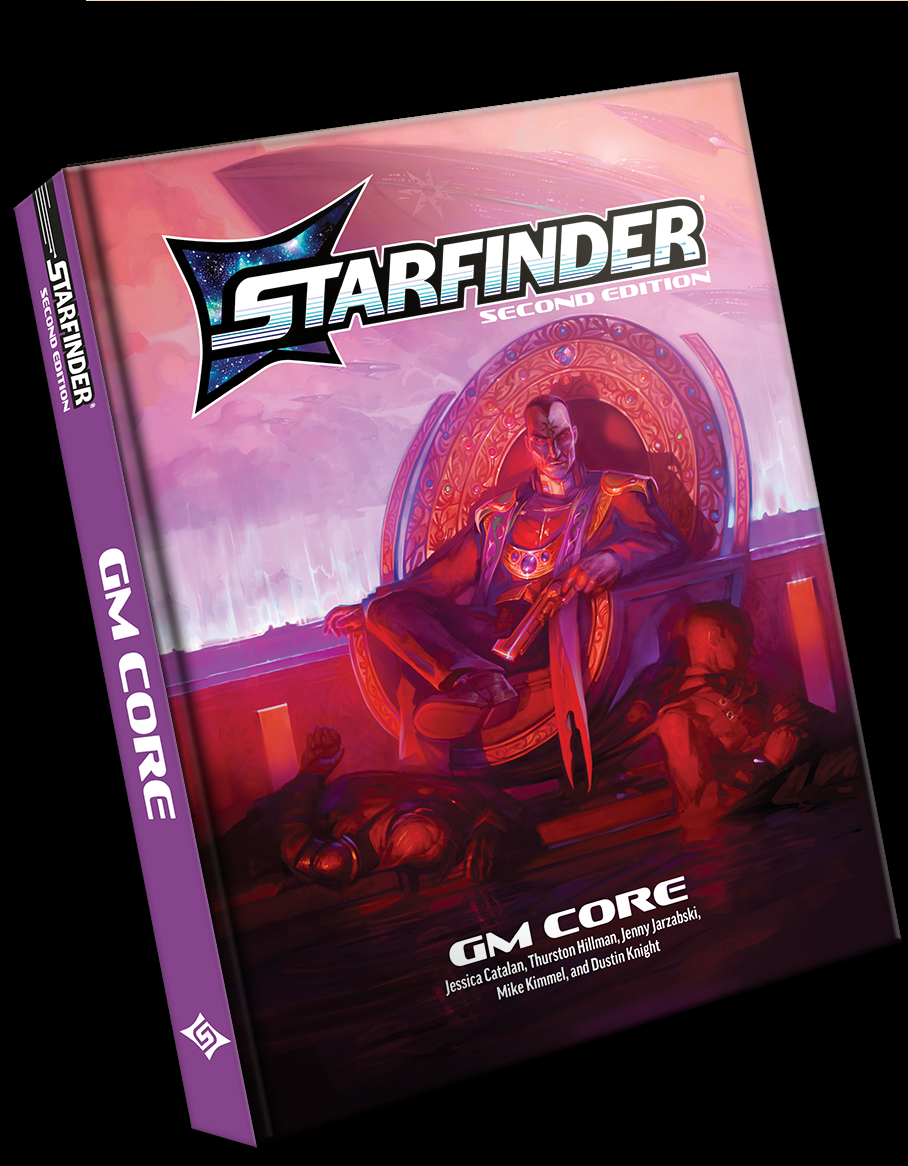 STARFINDER®
SECOND EDITION
GM CORE
Jessica Catalan, Thurston Hillman, Jenny Jarzabski,
Mike Kimmel, and Dustin Knight
STARFINDER®
SECOND EDITION
GM CORE